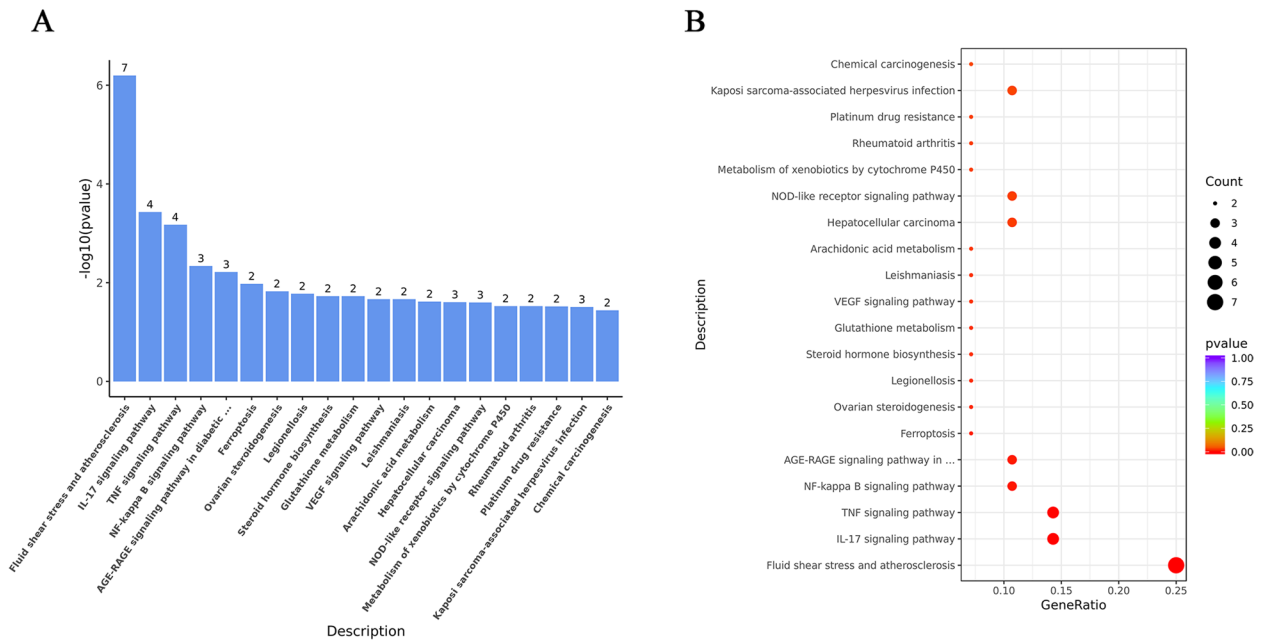 A
7
4
4
3
3
2
2
2
2
2
2
2
2
3
3
2
2
2
3
2
6
4
2
0
-log10(pvalue)
Fluid shear stress and atherosclerosis
IL-17 signaling pathway
TNF signaling pathway
NF-kappa B signaling pathway
AGE-RAGE signaling pathway in diabetic ...
Ferroptosis
Ovarian steroidogenesis
Legionellosis
Steroid hormone biosynthesis
Glutathione metabolism
VEGF signaling pathway
Leishmaniasis
Arachidonic acid metabolism
Hepatocellular carcinoma
NOD-like receptor signaling pathway
Metabolism of xenobiotics by cytochrome P450
Rheumatoid arthritis
Platinum drug resistance
Kaposi sarcoma-associated herpesvirus infection
Chemical carcinogenesis
Description
B
Description
Chemical carcinogenesis
Kaposi sarcoma-associated herpesvirus infection
Platinum drug resistance
Rheumatoid arthritis
Metabolism of xenobiotics by cytochrome P450
NOD-like receptor signaling pathway
Hepatocellular carcinoma
Arachidonic acid metabolism
Leishmaniasis
VEGF signaling pathway
Glutathione metabolism
Steroid hormone biosynthesis
Legionellosis
Ovarian steroidogenesis
Ferroptosis
AGE-RAGE signaling pathway in ...
NF-kappa B signaling pathway
TNF signaling pathway
IL-17 signaling pathway
Fluid shear stress and atherosclerosis
0.10 0.15 0.20 0.25
GeneRatio
Count
2
3
4
5
6
7
pvalue
1.00
0.75
0.50
0.25
0.00